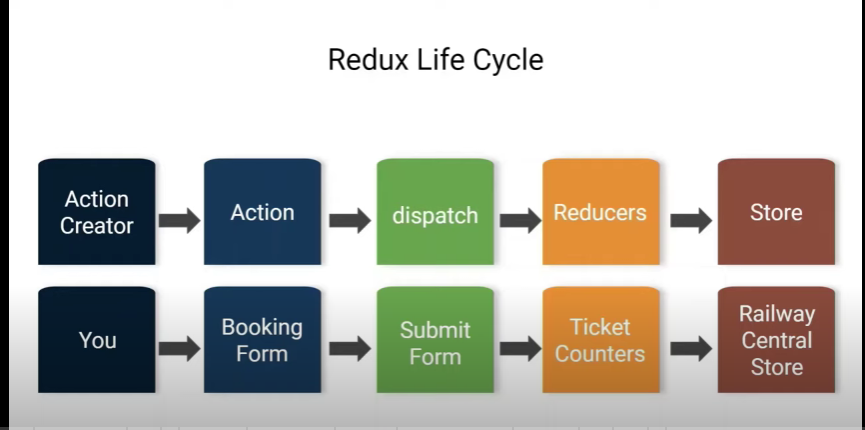 Redux Life Cycle
Action
Creator
Action
dispatch
Reducers
Store
You
Booking
Form
Submit
Form
Ticket
Counters
Railway
Central
Store